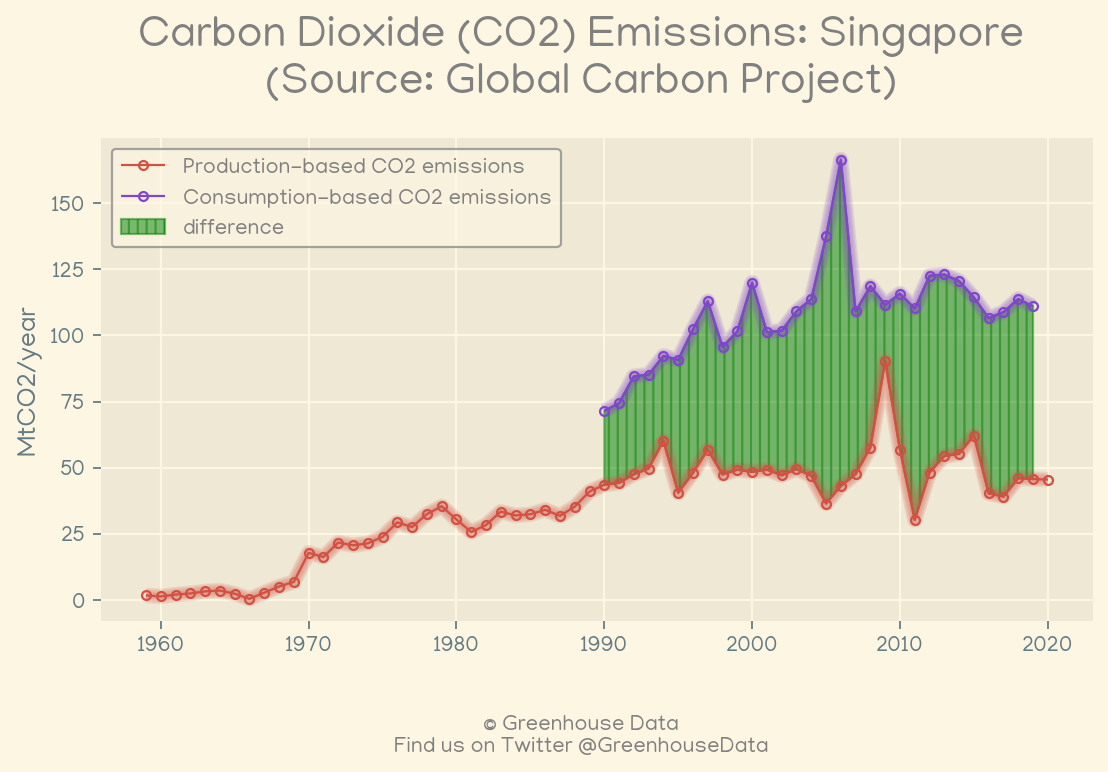 Carbon Dioxide (CO2) Emissions: Singapore
(Source: Global Carbon Project)
Production-based CO2 emissions
Consumption-based CO2 emissions
difference
MtCO2/year
150
125
100
75
50
25
0
1960 1970 1980 1990 2000 2010 2020
© Greenhouse Data
Find us on Twitter @GreenhouseData